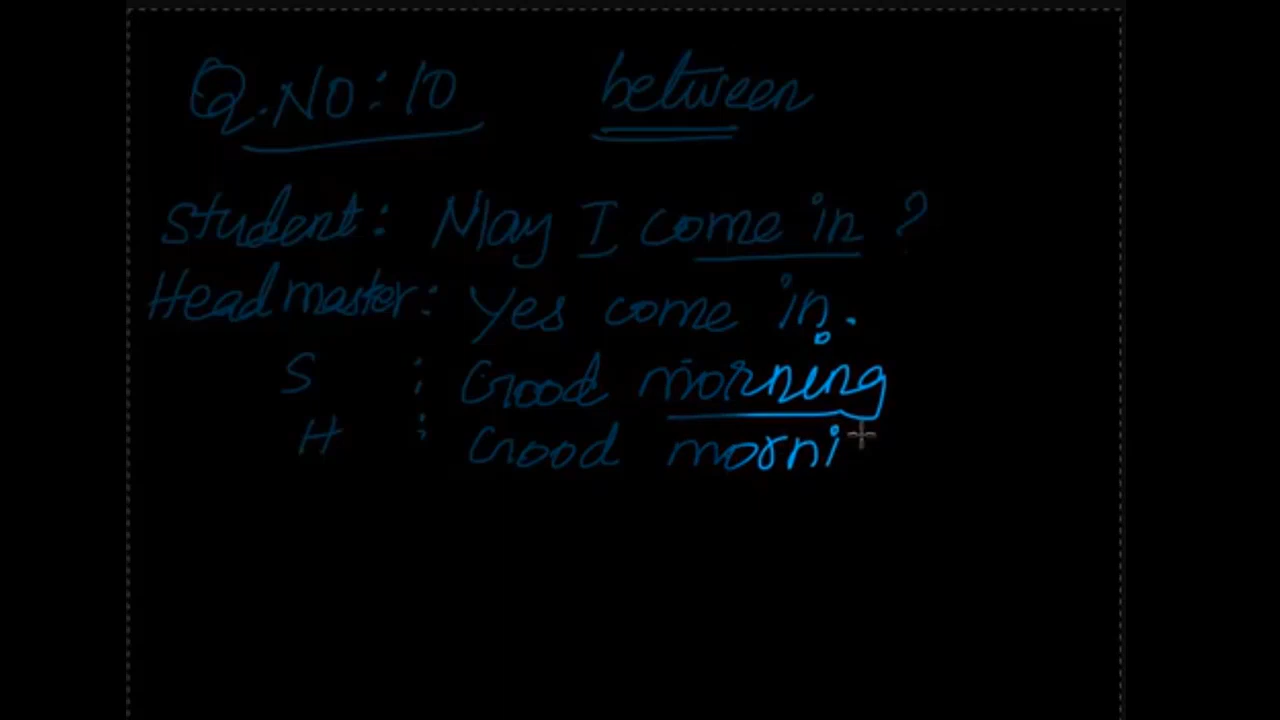 Q.NO:10 between
Student: May I come in ?
Headmaster: Yes come in.
S : Good morning
H : Good morni